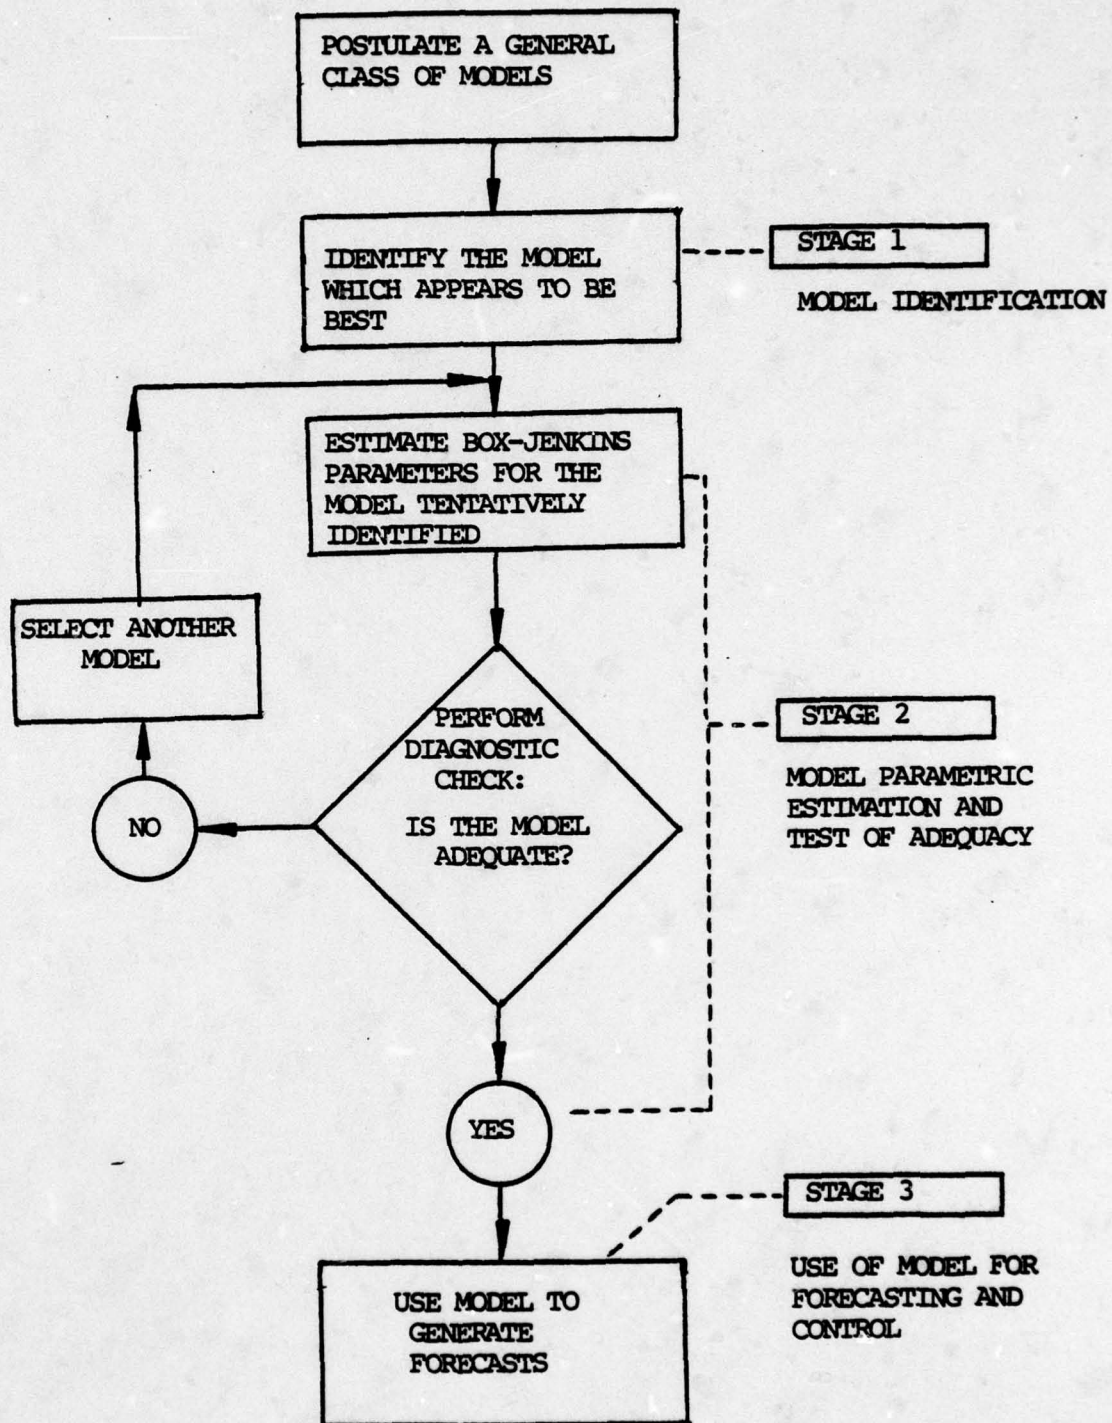 POSTULATE A GENERAL
CLASS OF MODELS
IDENTIFY THE MODEL
WHICH APPEARS TO BE
BEST
STAGE 1
MODEL IDENTIFICATION
ESTIMATE BOX-JENKINS
PARAMETERS FOR THE
MODEL TENTATIVELY
IDENTIFIED
SELECT ANOTHER
MODEL
PERFORM
DIAGNOSTIC
CHECK:
IS THE MODEL
ADEQUATE?
NO
STAGE 2
MODEL PARAMETRIC
ESTIMATION AND
TEST OF ADEQUACY
YES
STAGE 3
USE OF MODEL FOR
FORECASTING AND
CONTROL
USE MODEL TO
GENERATE
FORECASTS